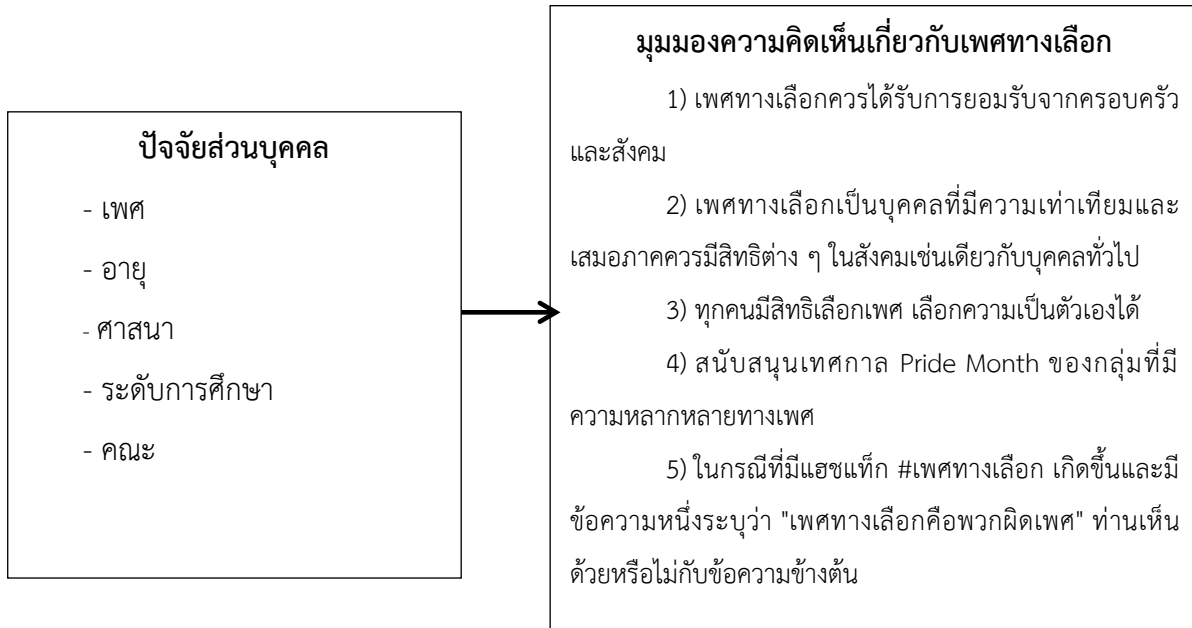 ปัจจัยส่วนบุคคล
- เพศ
- อายุ
- ศาสนา
- ระดับการศึกษา
- คณะ
มุมมองความคิดเห็นเกี่ยวกับเพศทางเลือก
1) เพศทางเลือกควรได้รับการยอมรับจากครอบครัว
และสังคม
2) เพศทางเลือกเป็นบุคคลที่มีความเท่าเทียมและ
เสมอภาคควรมีสิทธิต่าง ๆ ในสังคมเช่นเดียวกับบุคคลทั่วไป
3) ทุกคนมีสิทธิเลือกเพศ เลือกความเป็นตัวเองได้
4) สนับสนุนเทศกาล Pride Month ของกลุ่มที่มี
ความหลากหลายทางเพศ
5) ในกรณีที่มีแฮชแท็ก #เพศทางเลือก เกิดขึ้นและมี
ข้อความหนึ่งระบุว่า "เพศทางเลือกคือพวกผิดเพศ" ท่านเห็น
ด้วยหรือไม่กับข้อความข้างต้น